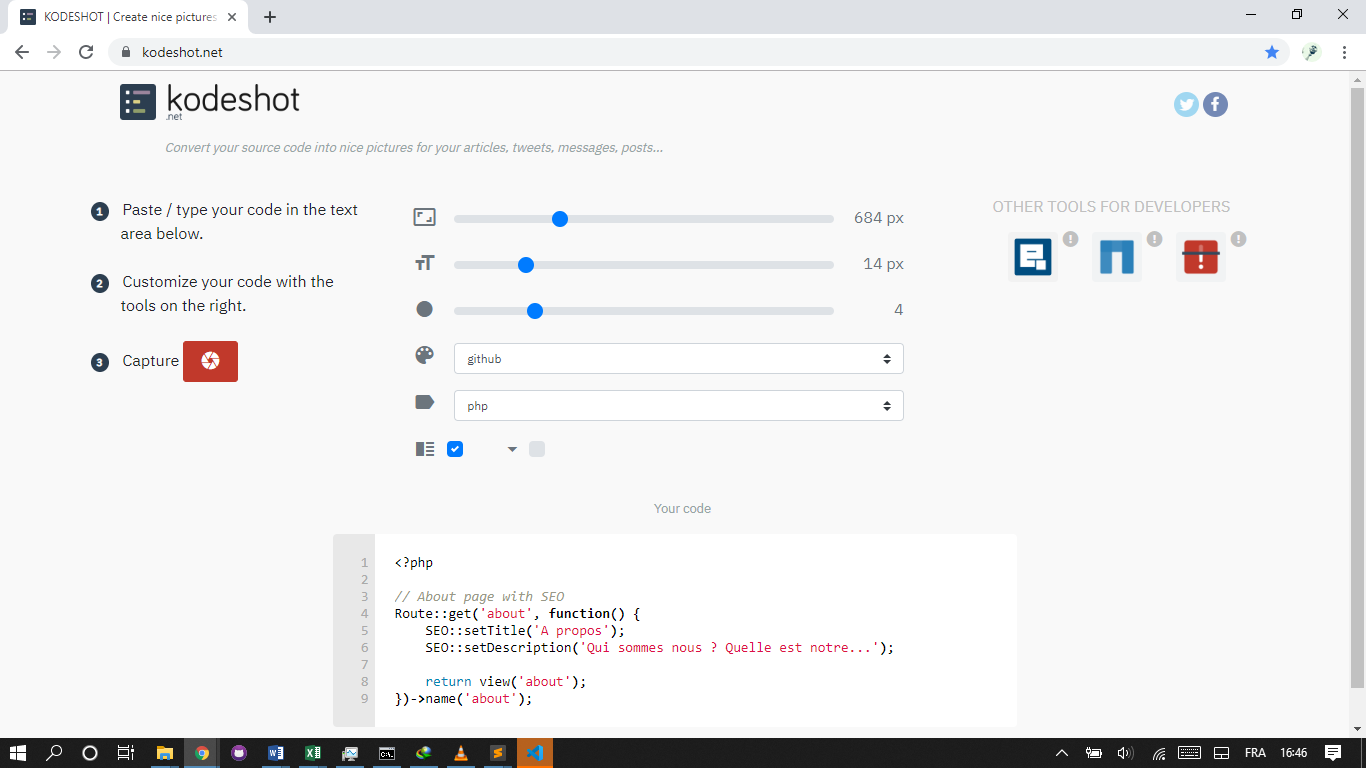 KODESHOT | Create nice pictures
kodeshot.net
kodeshot
.net
Convert your source code into nice pictures for your articles, tweets, messages, posts...
1 Paste / type your code in the text
area below.
2 Customize your code with the
tools on the right.
3 Capture
684 px
14 px
4
github
php
OTHER TOOLS FOR DEVELOPERS
Your code
1 <?php
2
3 // About page with SEO
4 Route::get('about', function() {
5 SEO::setTitle('A propos');
6 SEO::setDescription('Qui sommes nous ? Quelle est notre...');
7
8 return view('about');
9 })->name('about');
FRA 16:46